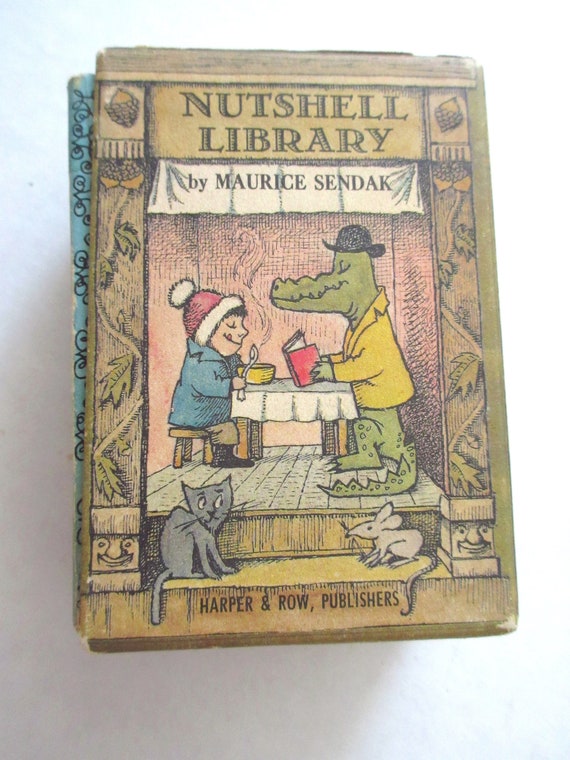 NUTSHELL
LIBRARY
by MAURICE SENDAK
HARPER & ROW, PUBLISHERS